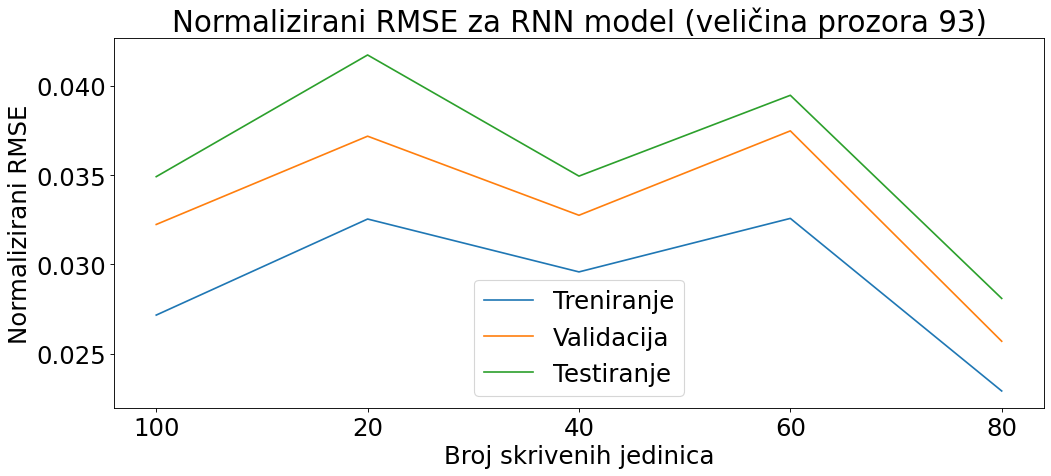 Normalizirani RMSE za RNN model (veličina prozora 93)
Normalizirani RMSE
0.040
0.035
0.030
0.025
Treniranje
Validacija
Testiranje
100 20 40 60 80
Broj skrivenih jedinica